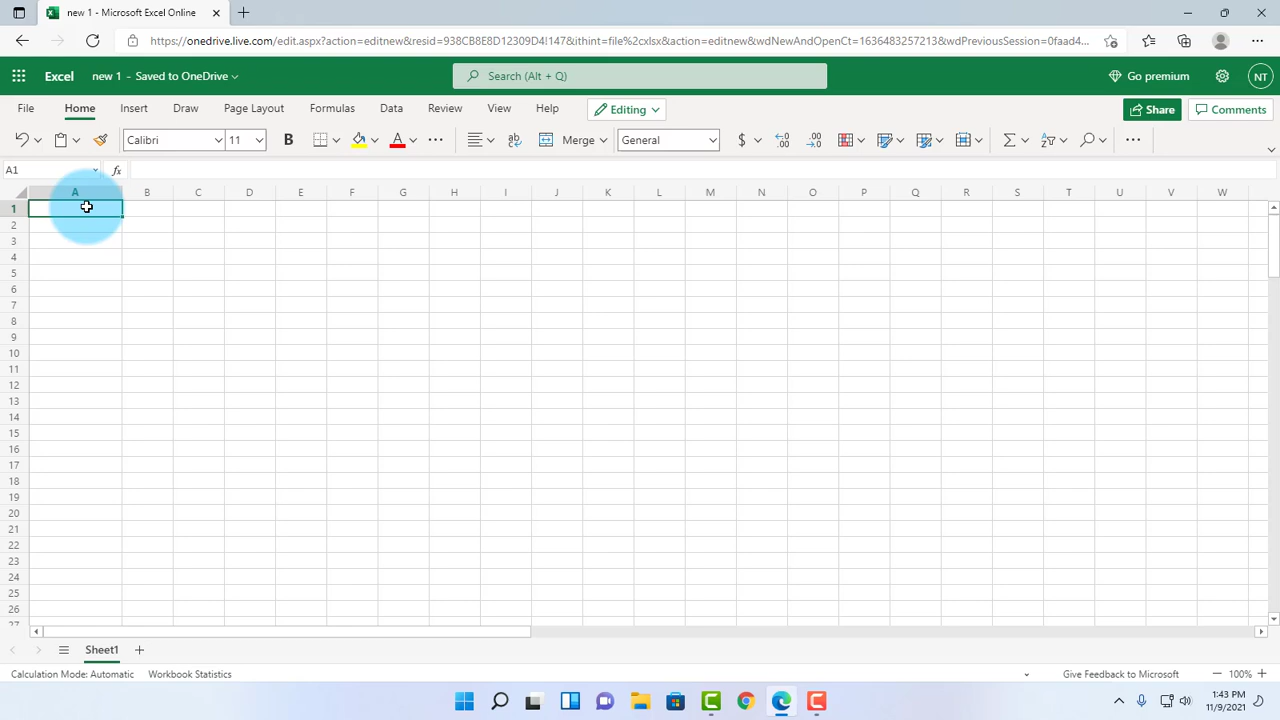 new 1 - Microsoft Excel Online
https://onedrive.live.com/edit.aspx?action=editnew&resid=938CB8E8D12309D4!147&ithint=file%2cxlsx&action=editnew&wdNewAndOpenCt=1636483257213&wdPreviousSession=0faad4...
Excel new 1 - Saved to OneDrive Search (Alt + Q) Go premium NT
File Home Insert Draw Page Layout Formulas Data Review View Help Editing Share Comments
Calibri 11 B A ab Merge General $
A1 fx
A B C D E F G H I J K L M N O P Q R S T U V W
1
2
3
4
5
6
7
8
9
10
11
12
13
14
15
16
17
18
19
20
21
22
23
24
25
26
27
Sheet1
Calculation Mode: Automatic Workbook Statistics Give Feedback to Microsoft 100%
1:43 PM
11/9/2021